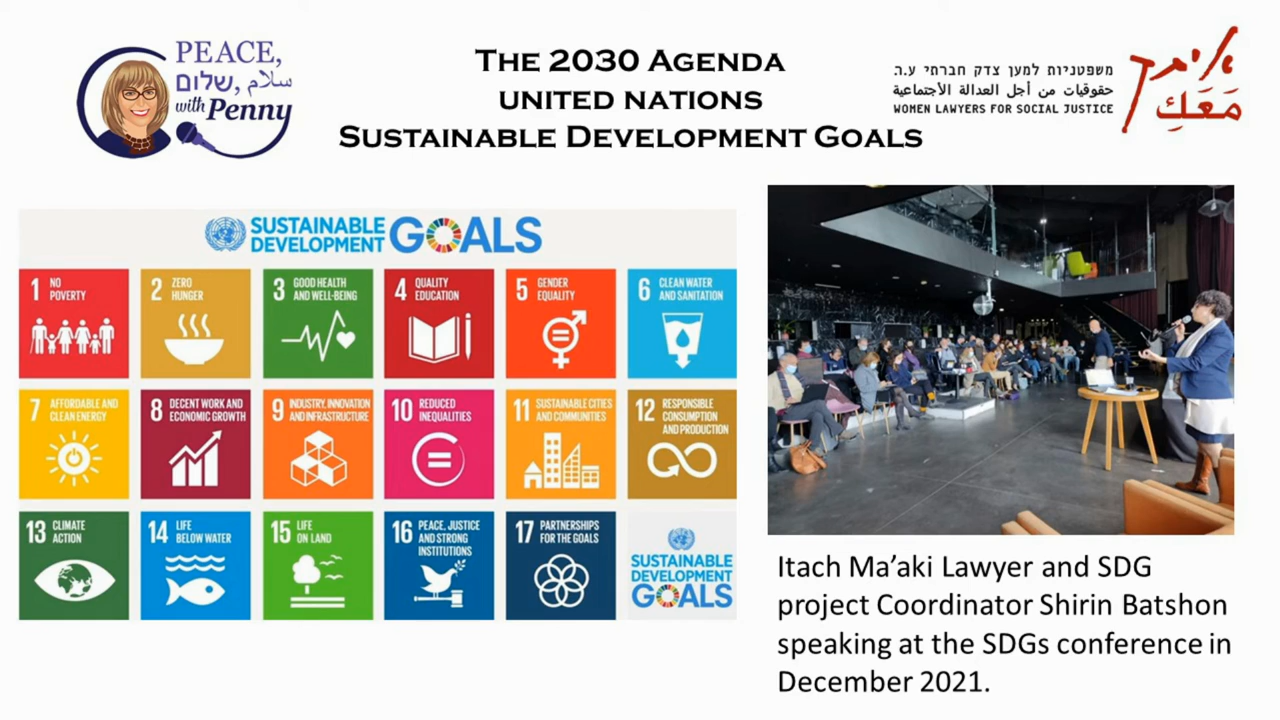 PEACE,
שלום, سلام
with Penny
THE 2030 AGENDA
UNITED NATIONS
SUSTAINABLE DEVELOPMENT GOALS
משפטניות למען צדק חברתי ע.ר.
حقوقيات من أجل العدالة الأجتماعية
WOMEN LAWYERS FOR SOCIAL JUSTICE
איתך
مَعَكِ
SUSTAINABLE
DEVELOPMENT
GOALS
1 NO
POVERTY
2 ZERO
HUNGER
3 GOOD HEALTH
AND WELL-BEING
4 QUALITY
EDUCATION
5 GENDER
EQUALITY
6 CLEAN WATER
AND SANITATION
7 AFFORDABLE AND
CLEAN ENERGY
8 DECENT WORK AND
ECONOMIC GROWTH
9 INDUSTRY, INNOVATION
AND INFRASTRUCTURE
10 REDUCED
INEQUALITIES
11 SUSTAINABLE CITIES
AND COMMUNITIES
12 RESPONSIBLE
CONSUMPTION
AND PRODUCTION
13 CLIMATE
ACTION
14 LIFE
BELOW WATER
15 LIFE
ON LAND
16 PEACE, JUSTICE
AND STRONG
INSTITUTIONS
17 PARTNERSHIPS
FOR THE GOALS
SUSTAINABLE
DEVELOPMENT
GOALS
Itach Ma’aki Lawyer and SDG
project Coordinator Shirin Batshon
speaking at the SDGs conference in
December 2021.